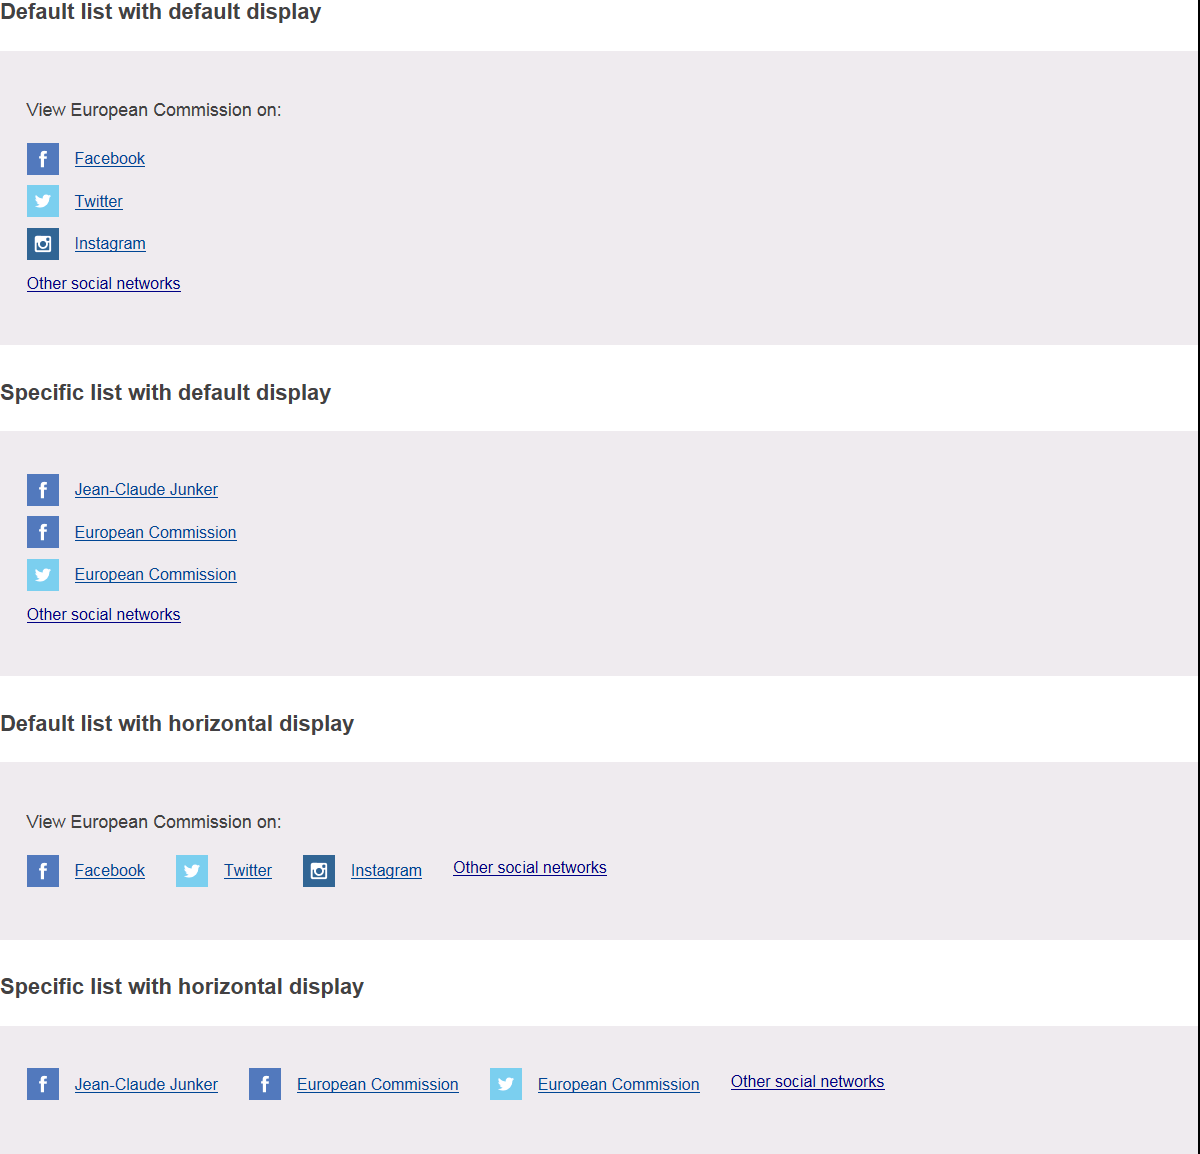 Default list with default display
View European Commission on:
Facebook
Twitter
Instagram
Other social networks
Specific list with default display
Jean-Claude Junker
European Commission
European Commission
Other social networks
Default list with horizontal display
View European Commission on:
Facebook Twitter Instagram Other social networks
Specific list with horizontal display
Jean-Claude Junker European Commission European Commission Other social networks